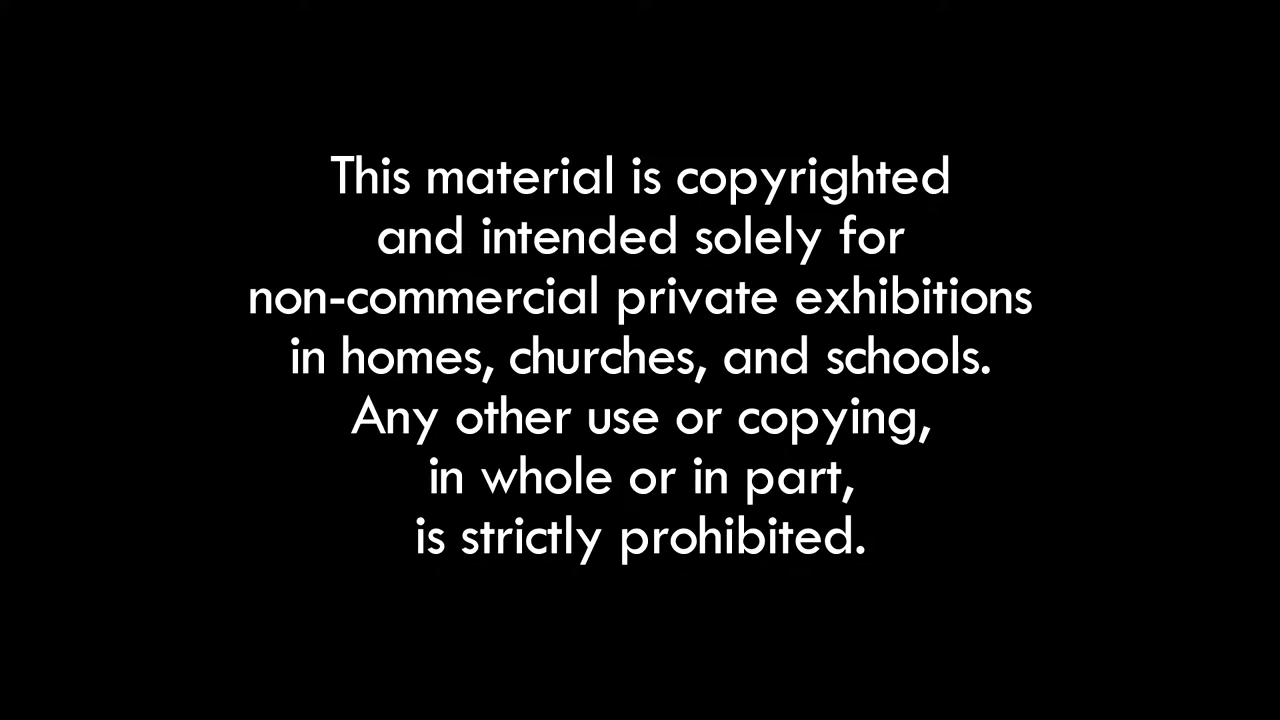 This material is copyrighted
and intended solely for
non-commercial private exhibitions
in homes, churches, and schools.
Any other use or copying,
in whole or in part,
is strictly prohibited.